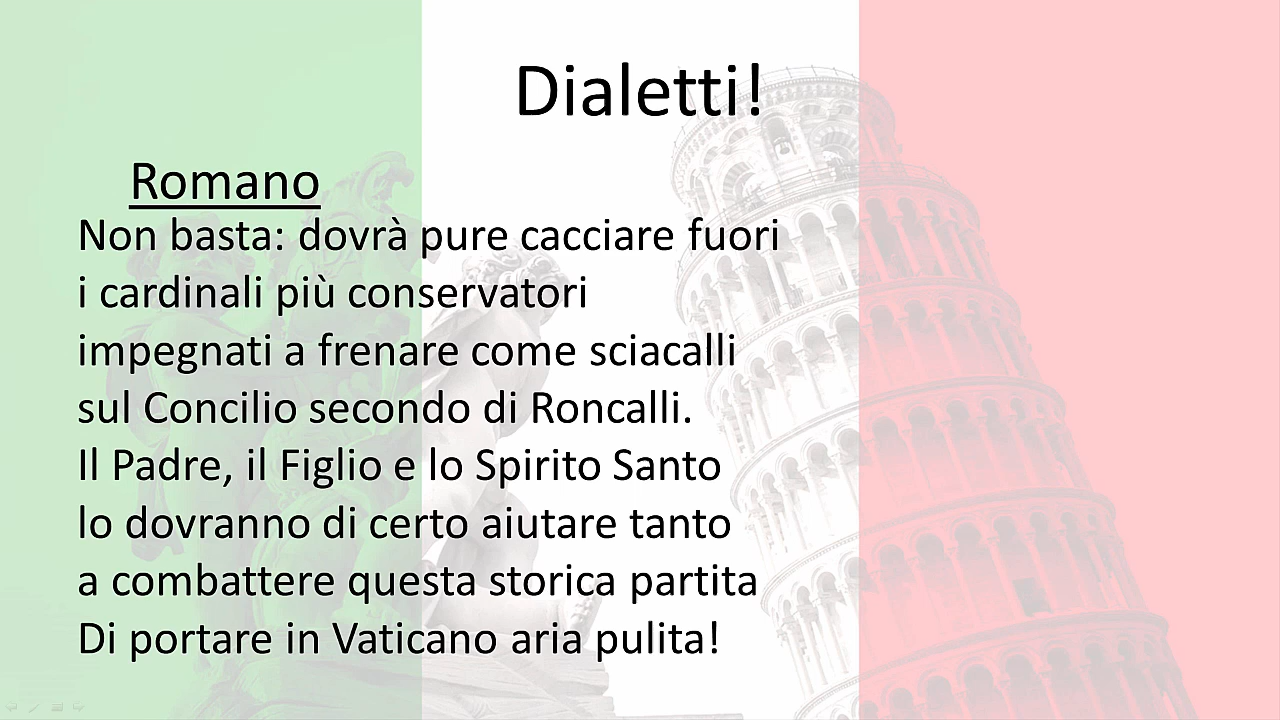 Dialetti!
Romano
Non basta: dovrà pure cacciare fuori
i cardinali più conservatori
impegnati a frenare come sciacalli
sul Concilio secondo di Roncalli.
Il Padre, il Figlio e lo Spirito Santo
lo dovranno di certo aiutare tanto
a combattere questa storica partita
Di portare in Vaticano aria pulita!